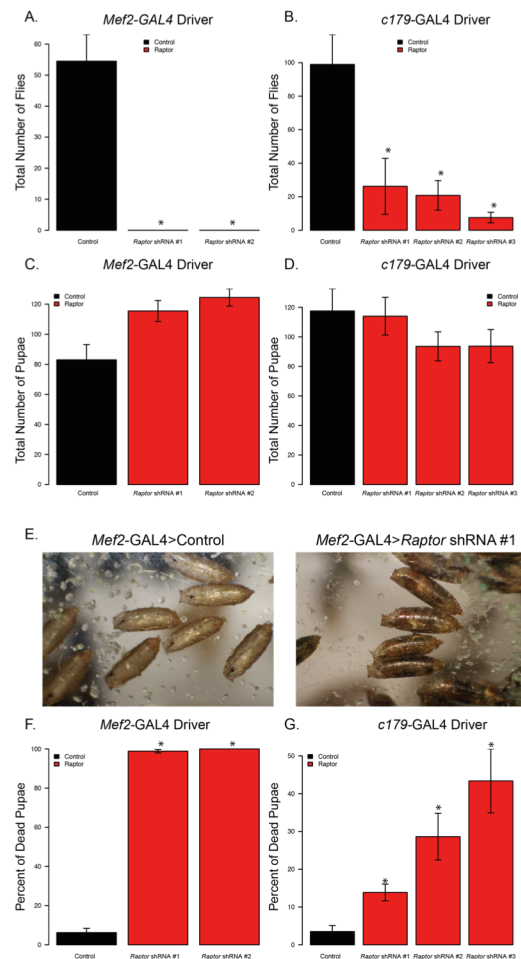 A.
Mef2-GAL4 Driver
Total Number of Flies
60
50
40
30
20
10
0
Control
Raptor
*
*
Control
Raptor shRNA #1
Raptor shRNA #2
B.
c179-GAL4 Driver
Total Number of Flies
100
80
60
40
20
0
Control
Raptor
*
*
*
Control
Raptor shRNA #1
Raptor shRNA #2
Raptor shRNA #3
C.
Mef2-GAL4 Driver
Total Number of Pupae
120
100
80
60
40
20
0
Control
Raptor
Control
Raptor shRNA #1
Raptor shRNA #2
D.
c179-GAL4 Driver
Total Number of Pupae
120
100
80
60
40
20
0
Control
Raptor
Control
Raptor shRNA #1
Raptor shRNA #2
Raptor shRNA #3
E.
Mef2-GAL4>Control
Mef2-GAL4>Raptor shRNA #1
F.
Mef2-GAL4 Driver
Percent of Dead Pupae
100
80
60
40
20
0
Control
Raptor
*
*
Control
Raptor shRNA #1
Raptor shRNA #2
G.
c179-GAL4 Driver
Percent of Dead Pupae
50
40
30
20
10
0
Control
Raptor
*
*
*
Control
Raptor shRNA #1
Raptor shRNA #2
Raptor shRNA #3